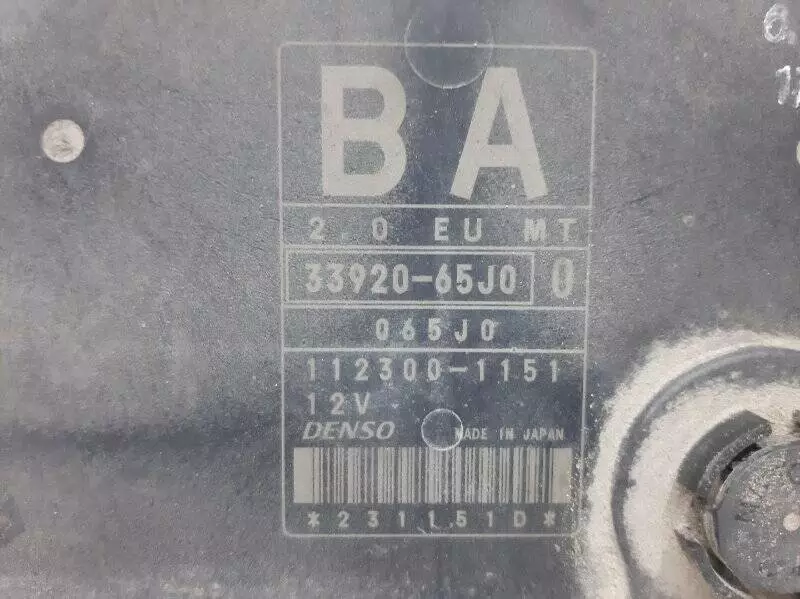 BA
2.0 EU MT
33920-65J0 0
065J0
112300-1151
12V
DENSO MADE IN JAPAN
*231151D*